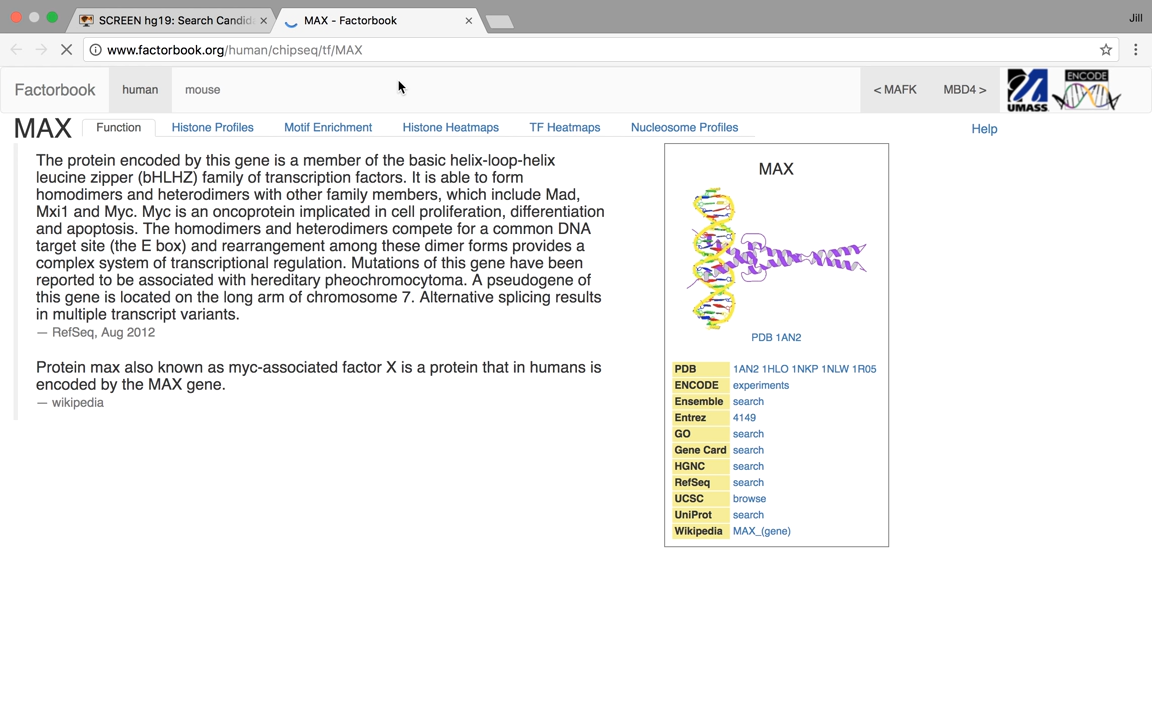 SCREEN hg19: Search Candid
MAX - Factorbook
Jill
www.factorbook.org/human/chipseq/tf/MAX
Factorbook
human
mouse
< MAFK
MBD4 >
UMASS
ENCODE
MAX
Function
Histone Profiles
Motif Enrichment
Histone Heatmaps
TF Heatmaps
Nucleosome Profiles
Help
The protein encoded by this gene is a member of the basic helix-loop-helix
leucine zipper (bHLHZ) family of transcription factors. It is able to form
homodimers and heterodimers with other family members, which include Mad,
Mxi1 and Myc. Myc is an oncoprotein implicated in cell proliferation, differentiation
and apoptosis. The homodimers and heterodimers compete for a common DNA
target site (the E box) and rearrangement among these dimer forms provides a
complex system of transcriptional regulation. Mutations of this gene have been
reported to be associated with hereditary pheochromocytoma. A pseudogene of
this gene is located on the long arm of chromosome 7. Alternative splicing results
in multiple transcript variants.
— RefSeq, Aug 2012
Protein max also known as myc-associated factor X is a protein that in humans is
encoded by the MAX gene.
— wikipedia
MAX
PDB 1AN2
PDB 1AN2 1HLO 1NKP 1NLW 1R05
ENCODE experiments
Ensemble search
Entrez 4149
GO search
Gene Card search
HGNC search
RefSeq search
UCSC browse
UniProt search
Wikipedia MAX_(gene)